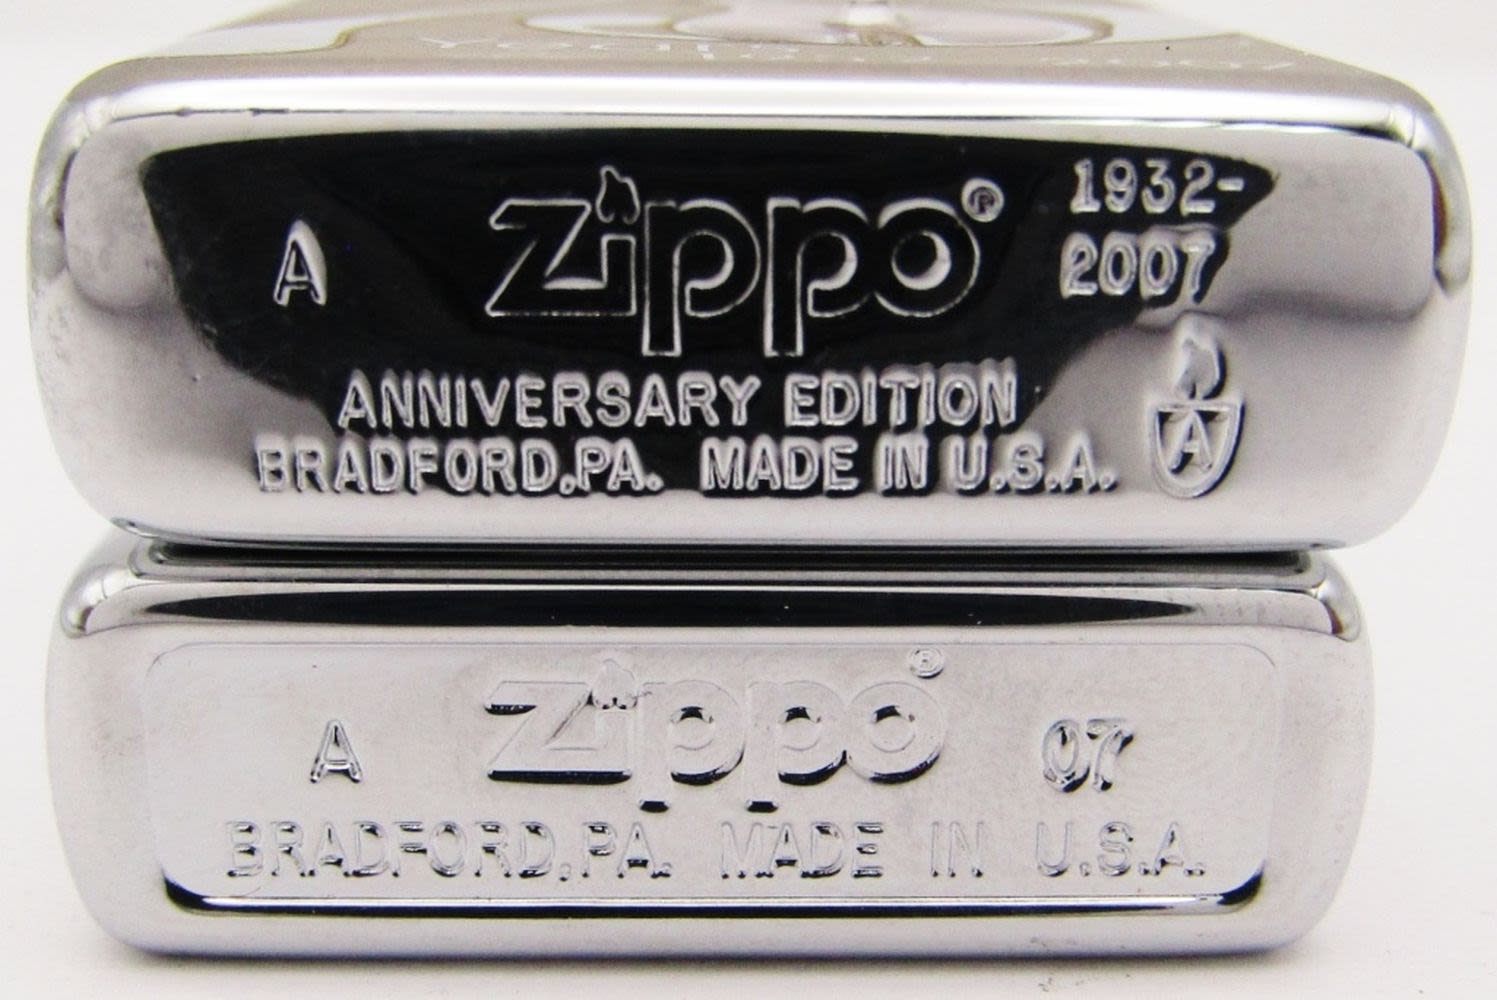 A zippo® 1932-
2007
ANNIVERSARY EDITION
BRADFORD,PA. MADE IN U.S.A. A
A zippo® 07
BRADFORD,PA. MADE IN U.S.A.